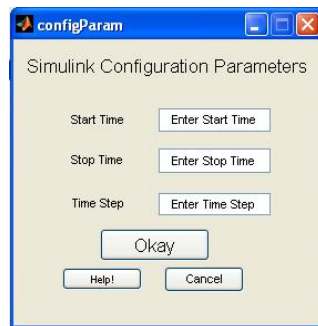 configParam
Simulink Configuration Parameters
Start Time Enter Start Time
Stop Time Enter Stop Time
Time Step Enter Time Step
Okay
Help! Cancel